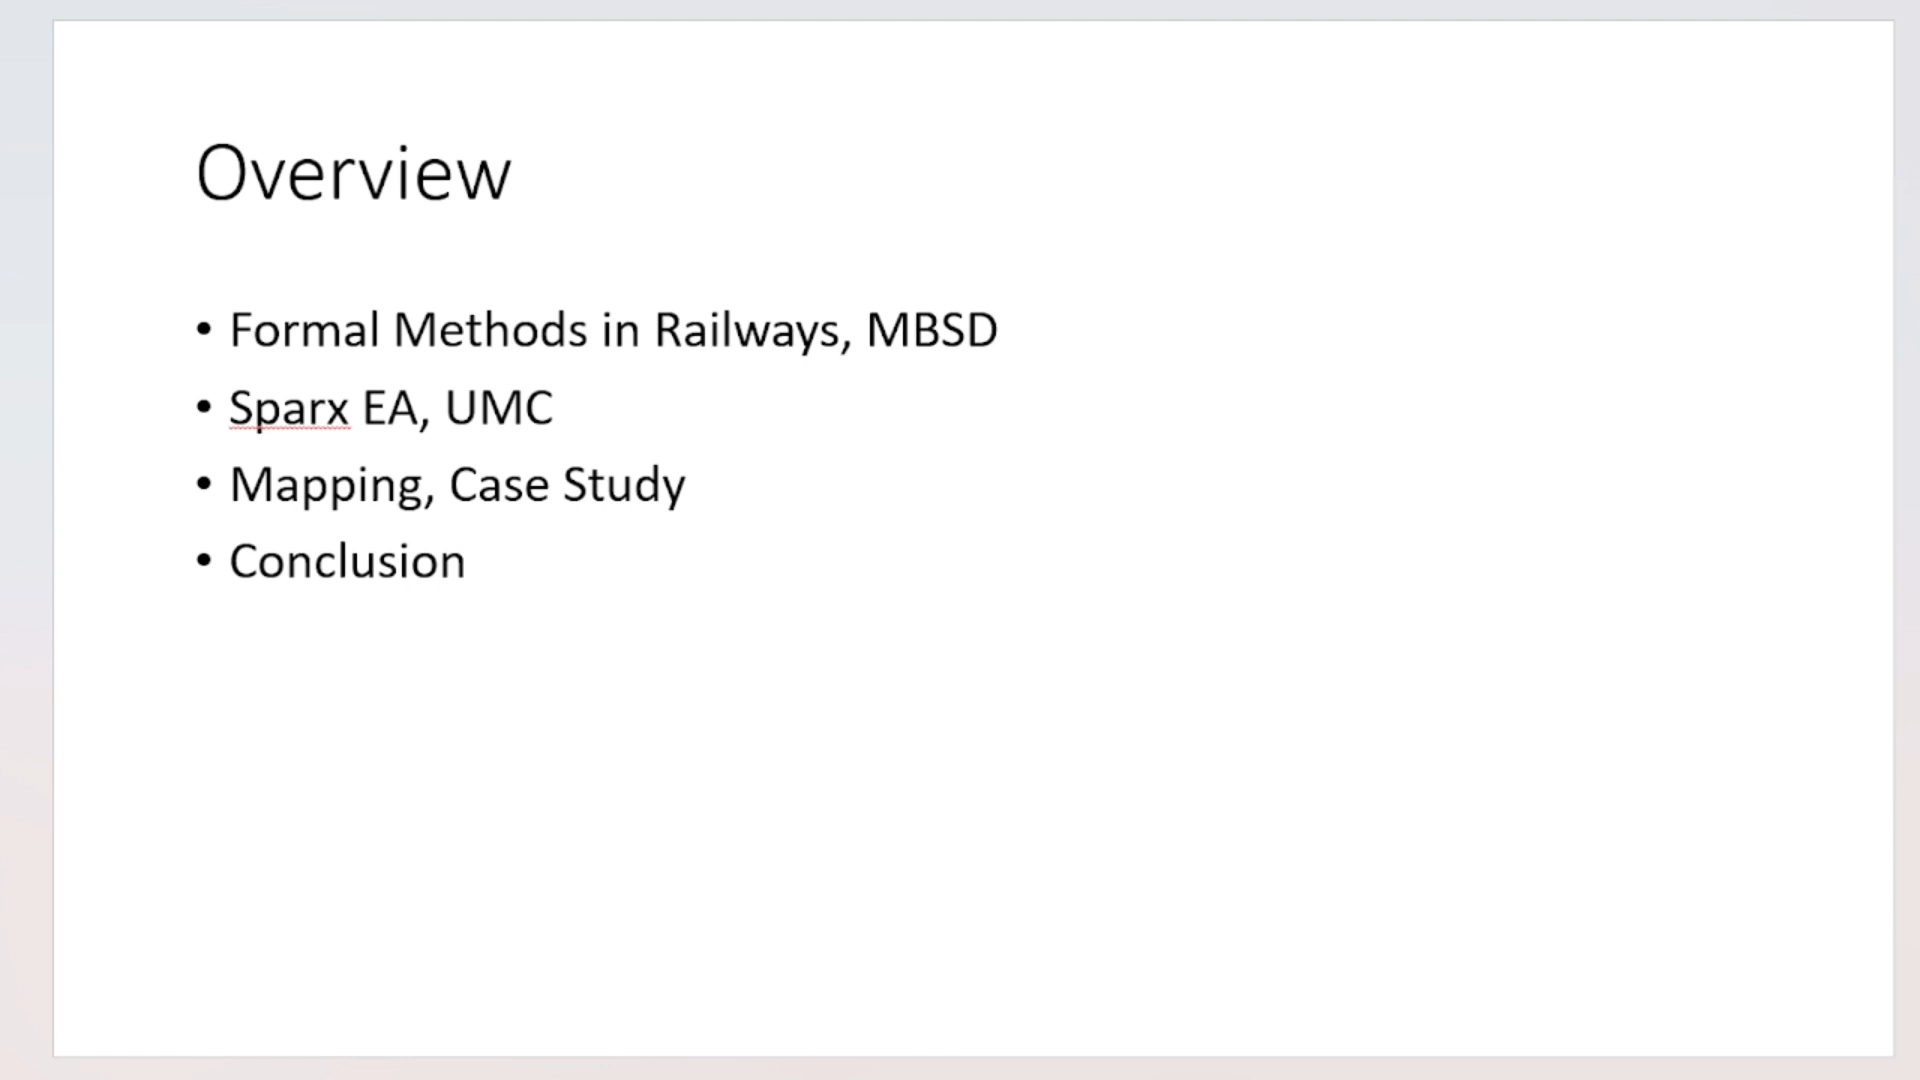 Overview
• Formal Methods in Railways, MBSD
• Sparx EA, UMC
• Mapping, Case Study
• Conclusion